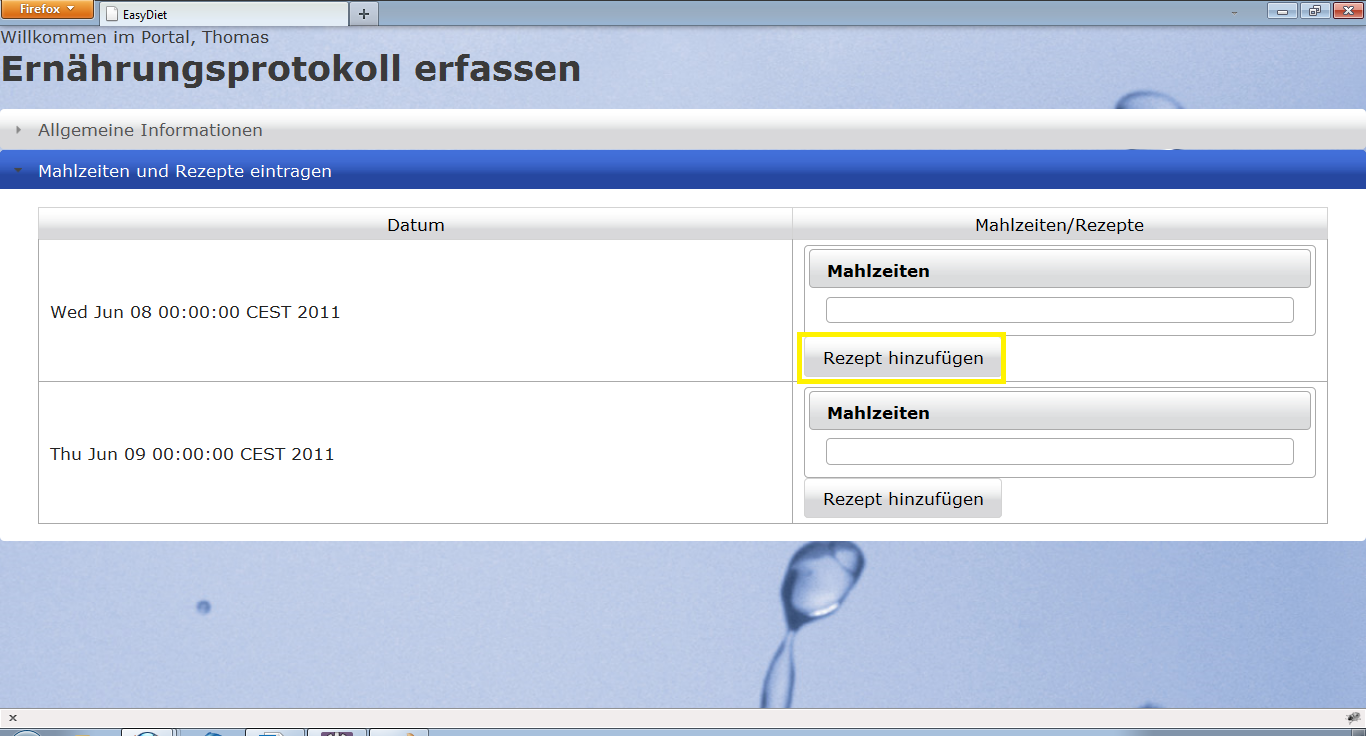 Firefox
EasyDiet
Willkommen im Portal, Thomas
Ernährungsprotokoll erfassen
Allgemeine Informationen
Mahlzeiten und Rezepte eintragen
Datum Mahlzeiten/Rezepte
Mahlzeiten
Wed Jun 08 00:00:00 CEST 2011
Rezept hinzufügen
Mahlzeiten
Thu Jun 09 00:00:00 CEST 2011
Rezept hinzufügen